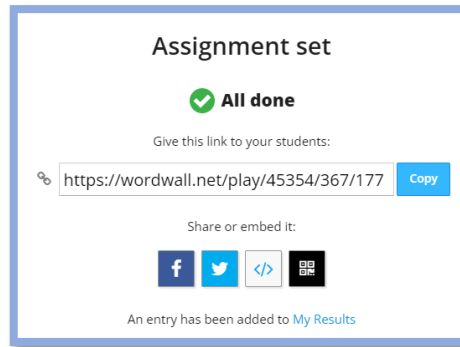 Assignment set
All done
Give this link to your students:
https://wordwall.net/play/45354/367/177
Copy
Share or embed it:
f </>
An entry has been added to My Results